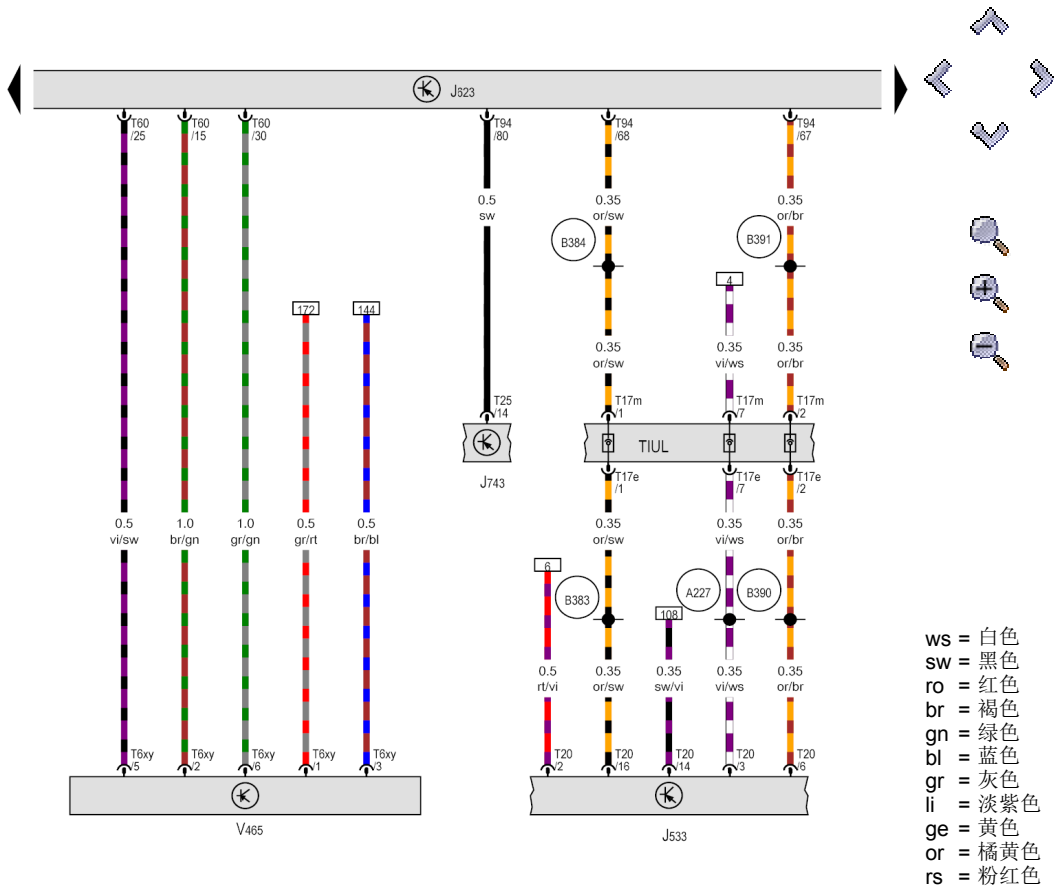 J623
T60 T60 T60 T94 T94 T94
/25 /15 /30 /80 /68 /67
0.5 0.35 0.35
sw or/sw or/br
B384 B391
4
172 144
0.35 0.35 0.35
or/sw vi/ws or/br
T25 T17m T17m T17m
/14 /1 /7 /2
TIUL
J743
T17e T17e T17e
/1 /7 /2
0.5 1.0 1.0 0.5 0.5 0.35 0.35 0.35
vi/sw br/gn gr/gn gr/rt br/bl or/sw vi/ws or/br
6
B383 A227 B390
108
0.5 0.35 0.35 0.35 0.35
rt/vi or/sw sw/vi vi/ws or/br
T6xy T6xy T6xy T6xy T6xy T20 T20 T20 T20 T20
/5 /2 /6 /1 /3 /2 /16 /14 /3 /6
V465
J533
ws = 白色
sw = 黑色
ro = 红色
br = 褐色
gn = 绿色
bl = 蓝色
gr = 灰色
li = 淡紫色
ge = 黄色
or = 橘黄色
rs = 粉红色